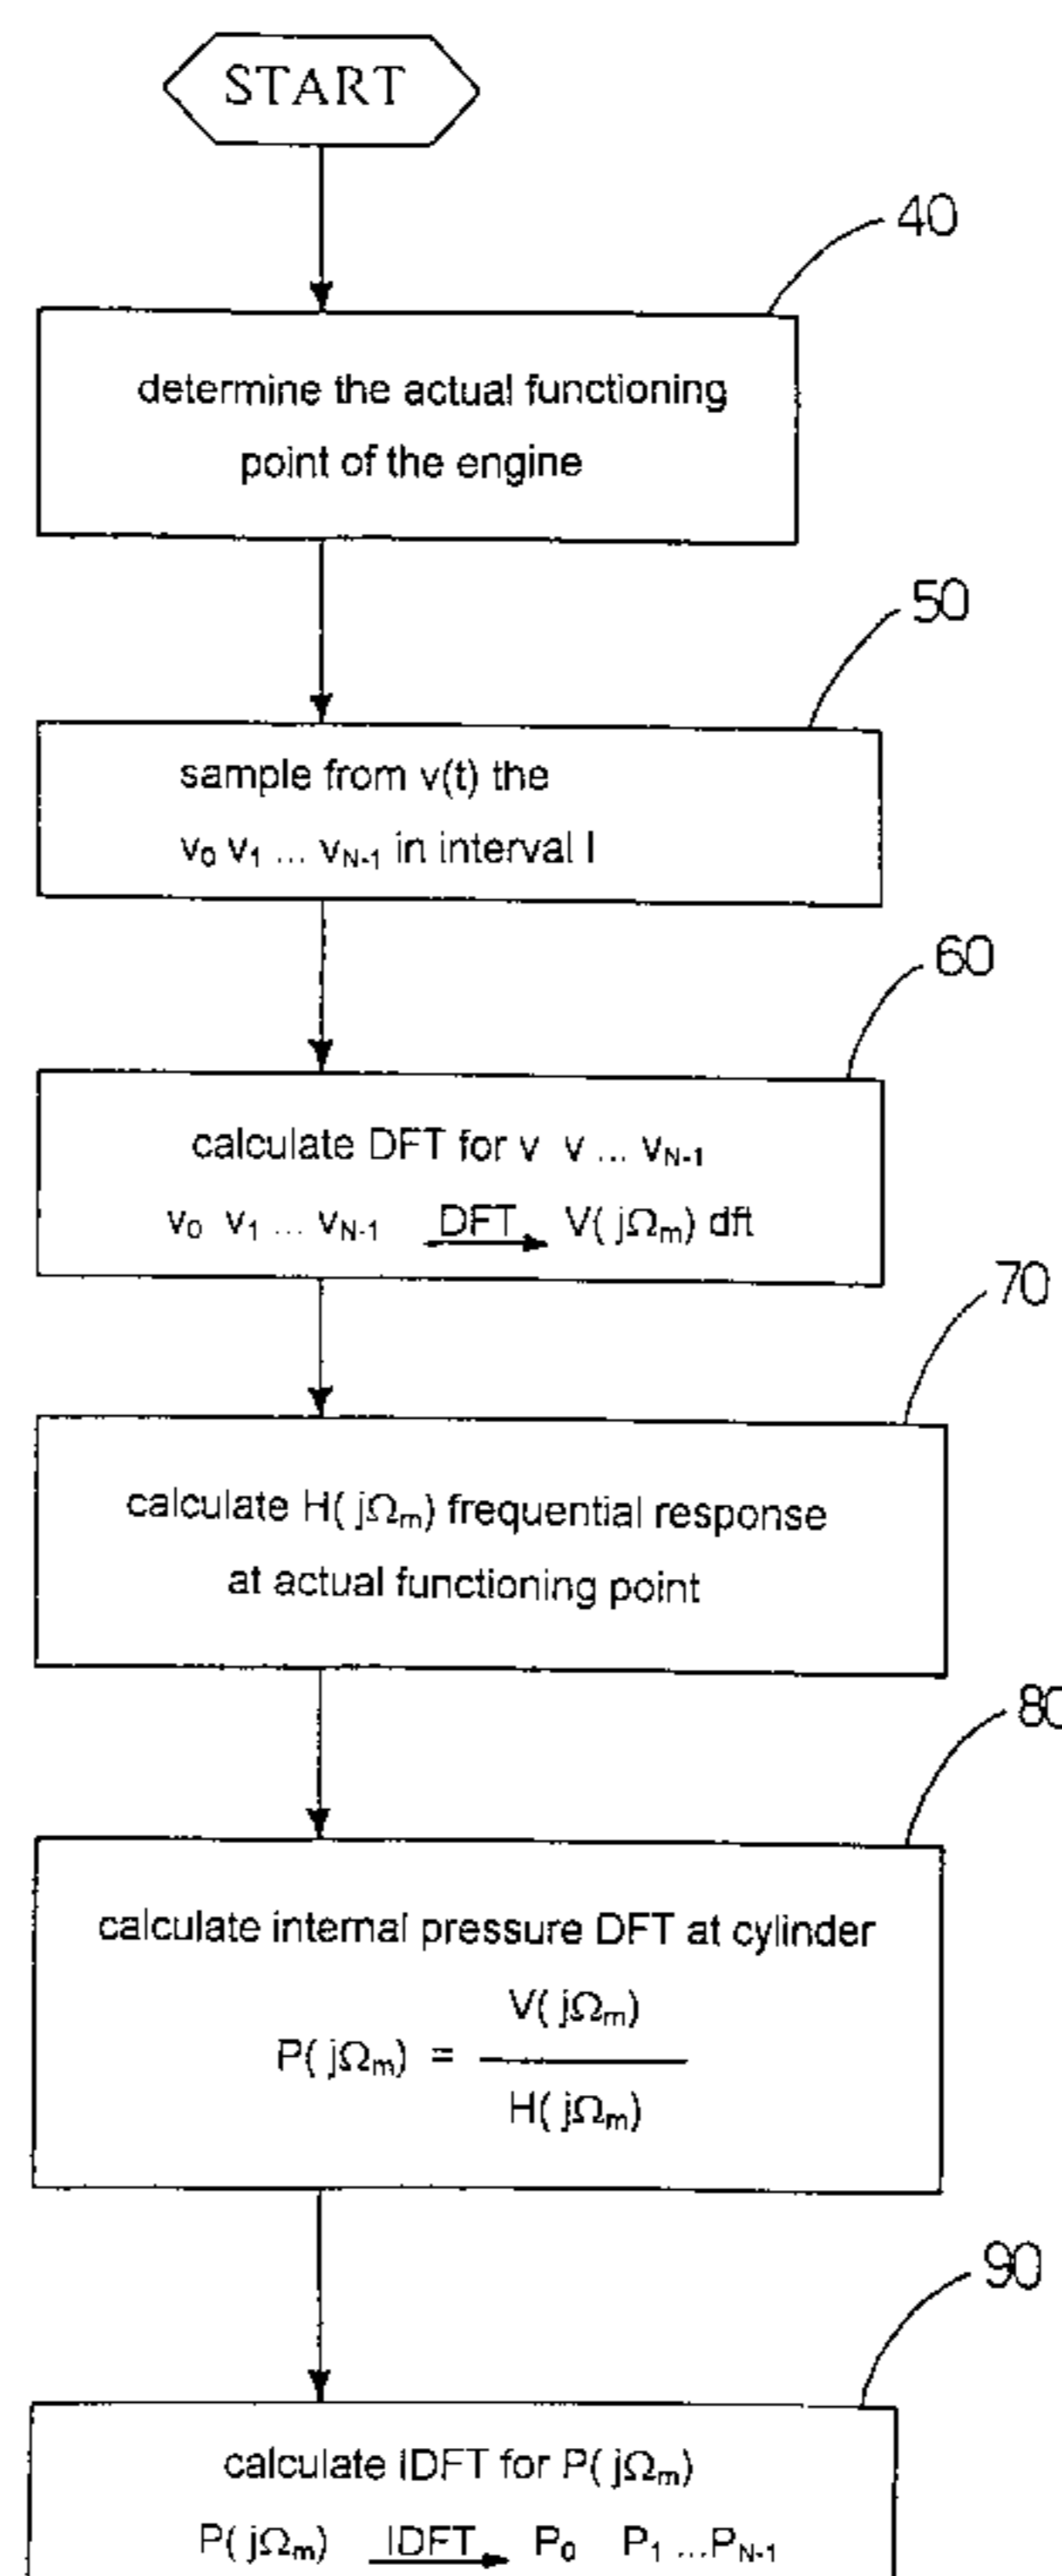 START
40
determine the actual functioning
point of the engine
50
sample from v(t) the
v₀ v₁ ... vN-1 in interval I
60
calculate DFT for v v ... vN-1
v₀ v₁ ... vN-1 DFT V( jΩm) dft
70
calculate H( jΩm) frequential response
at actual functioning point
80
calculate internal pressure DFT at cylinder
P( jΩm) = V( jΩm)
H( jΩm)
90
calculate IDFT for P( jΩm)
P( jΩm) IDFT P₀ P₁ ...PN-1